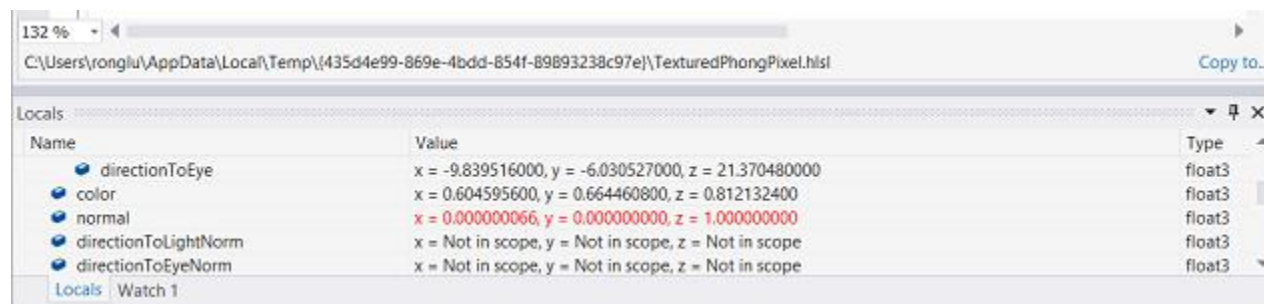 132 %
C:\Users\ronglu\AppData\Local\Temp\{435d4e99-869e-4bdd-854f-89893238c97e}\TexturedPhongPixel.hlsl Copy to...
Locals
Name Value Type
directionToEye x = -9.839516000, y = -6.030527000, z = 21.370480000 float3
color x = 0.604595600, y = 0.664460800, z = 0.812132400 float3
normal x = 0.000000066, y = 0.000000000, z = 1.000000000 float3
directionToLightNorm x = Not in scope, y = Not in scope, z = Not in scope float3
directionToEyeNorm x = Not in scope, y = Not in scope, z = Not in scope float3
Locals Watch 1